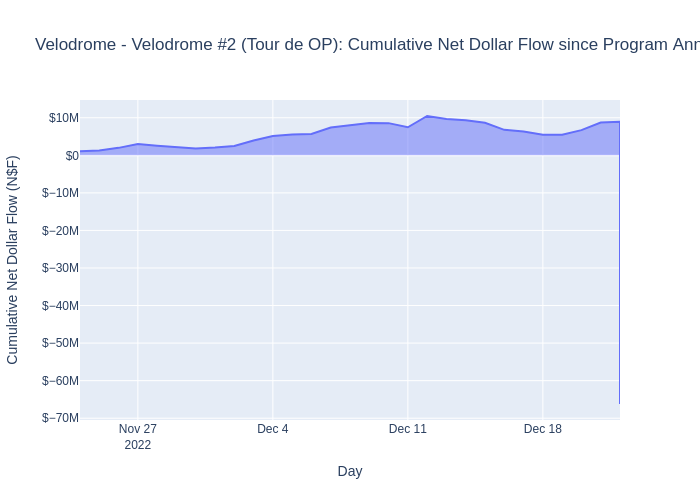 Velodrome - Velodrome #2 (Tour de OP): Cumulative Net Dollar Flow since Program Ann
Cumulative Net Dollar Flow (N$F)
$10M
$0
$−10M
$−20M
$−30M
$−40M
$−50M
$−60M
$−70M
Nov 27
2022
Dec 4
Dec 11
Dec 18
Day